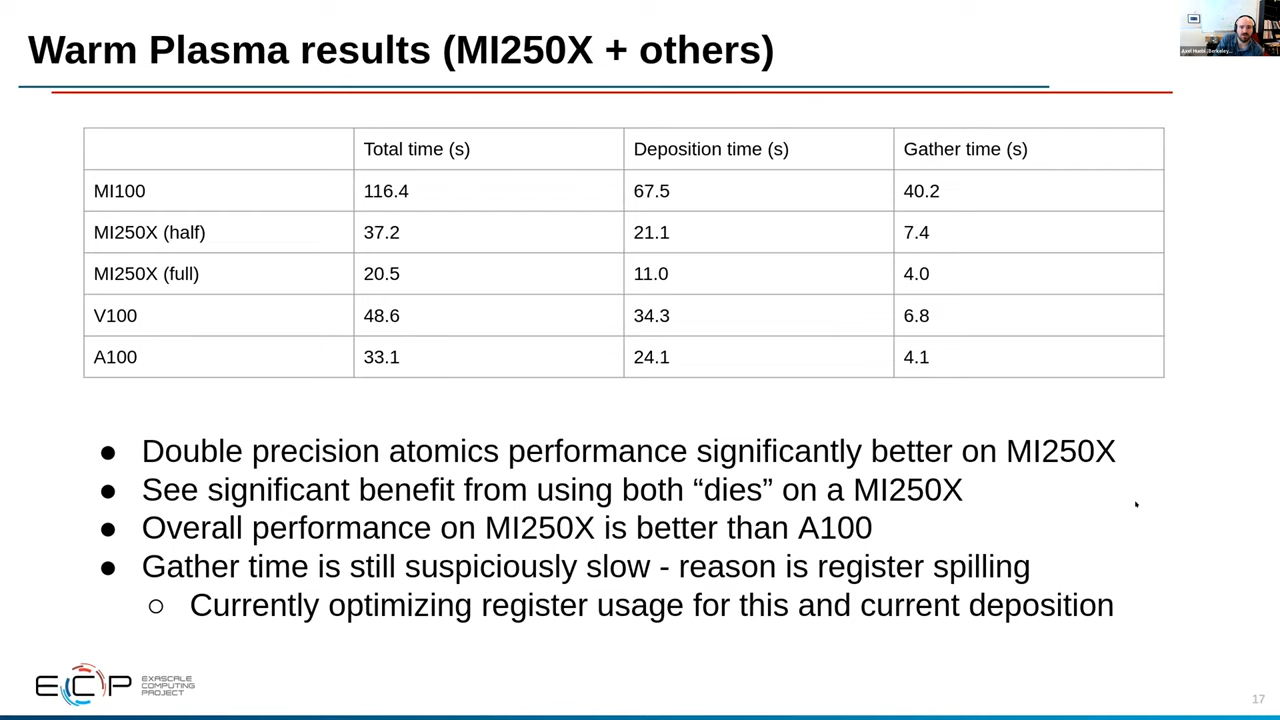 Warm Plasma results (MI250X + others)
Total time (s) Deposition time (s) Gather time (s)
MI100 116.4 67.5 40.2
MI250X (half) 37.2 21.1 7.4
MI250X (full) 20.5 11.0 4.0
V100 48.6 34.3 6.8
A100 33.1 24.1 4.1
● Double precision atomics performance significantly better on MI250X
● See significant benefit from using both “dies” on a MI250X
● Overall performance on MI250X is better than A100
● Gather time is still suspiciously slow - reason is register spilling
○ Currently optimizing register usage for this and current deposition
ECP
EXASCALE
COMPUTING
PROJECT
17